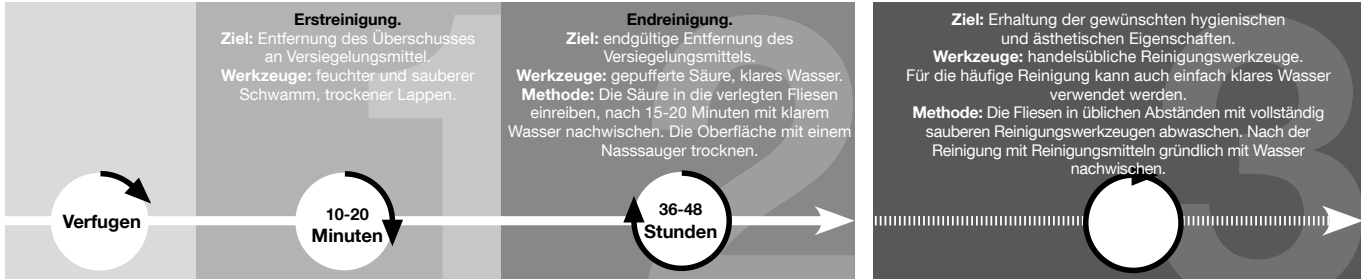 Erstreinigung.
Ziel: Entfernung des Überschusses
an Versiegelungsmittel.
Werkzeuge: feuchter und sauberer
Schwamm, trockener Lappen.
Endreinigung.
Ziel: endgültige Entfernung des
Versiegelungsmittels.
Werkzeuge: gepufferte Säure, klares Wasser.
Methode: Die Säure in die verlegten Fliesen
einreiben, nach 15-20 Minuten mit klarem
Wasser nachwischen. Die Oberfläche mit einem
Nasssauger trocknen.
Ziel: Erhaltung der gewünschten hygienischen
und ästhetischen Eigenschaften.
Werkzeuge: handelsübliche Reinigungswerkzeuge.
Für die häufige Reinigung kann auch einfach klares Wasser
verwendet werden.
Methode: Die Fliesen in üblichen Abständen mit vollständig
sauberen Reinigungswerkzeugen abwaschen. Nach der
Reinigung mit Reinigungsmitteln gründlich mit Wasser
nachwischen.
1
2
3
Verfugen
10-20
Minuten
36-48
Stunden